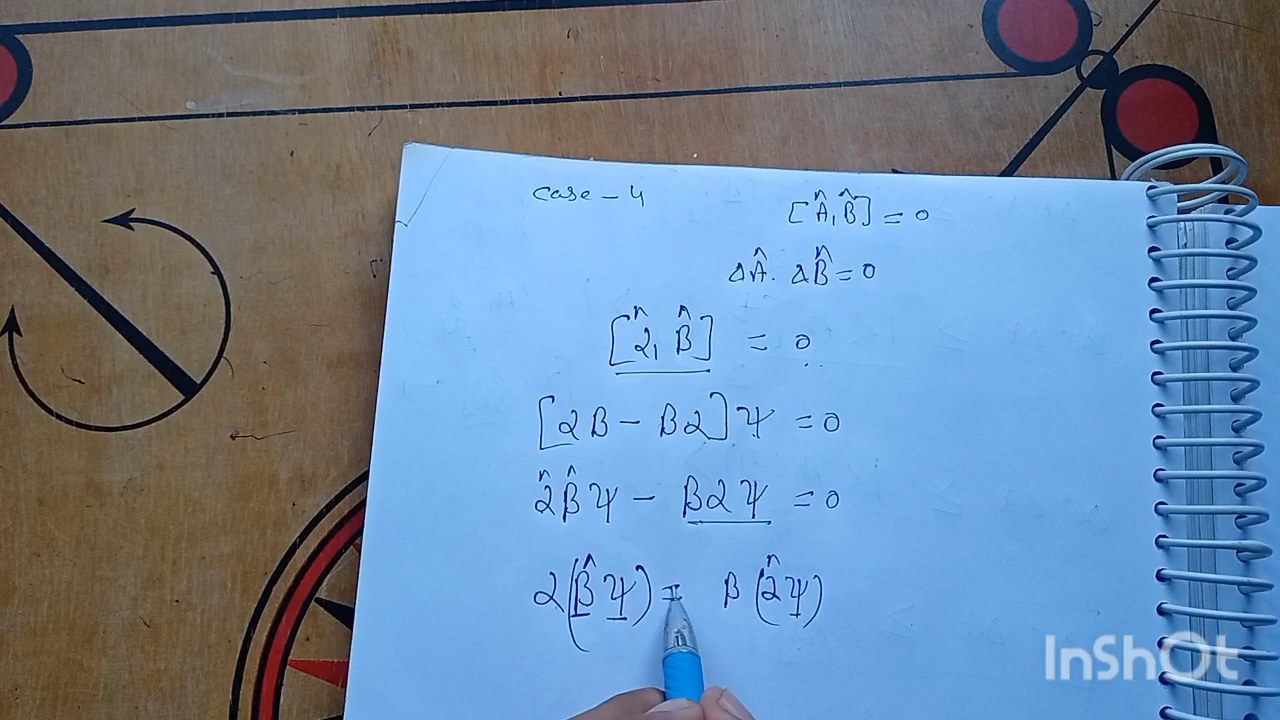 Case - 4
[Â, B̂] = 0
ΔÂ. ΔB̂ = 0
[α̂, β̂] = 0
[αβ - βα]ψ = 0
α̂β̂ψ - βαψ = 0
α(β̂ψ) = β(α̂ψ)
InShOt